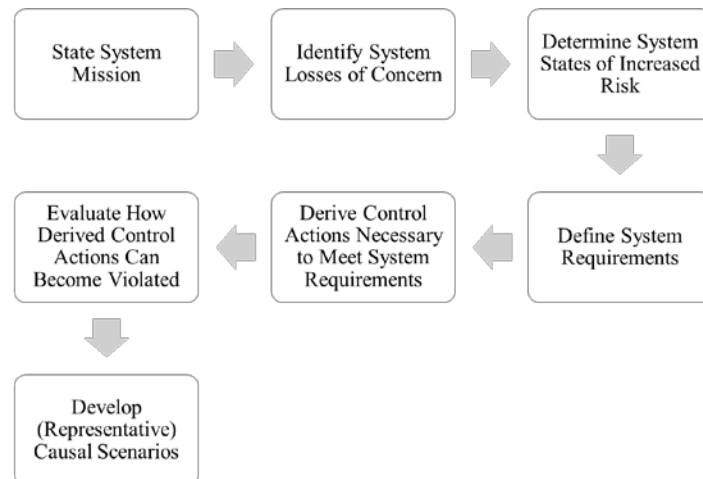 State System
Mission
Identify System
Losses of Concern
Determine System
States of Increased
Risk
Define System
Requirements
Derive Control
Actions Necessary
to Meet System
Requirements
Evaluate How
Derived Control
Actions Can
Become Violated
Develop
(Representative)
Causal Scenarios